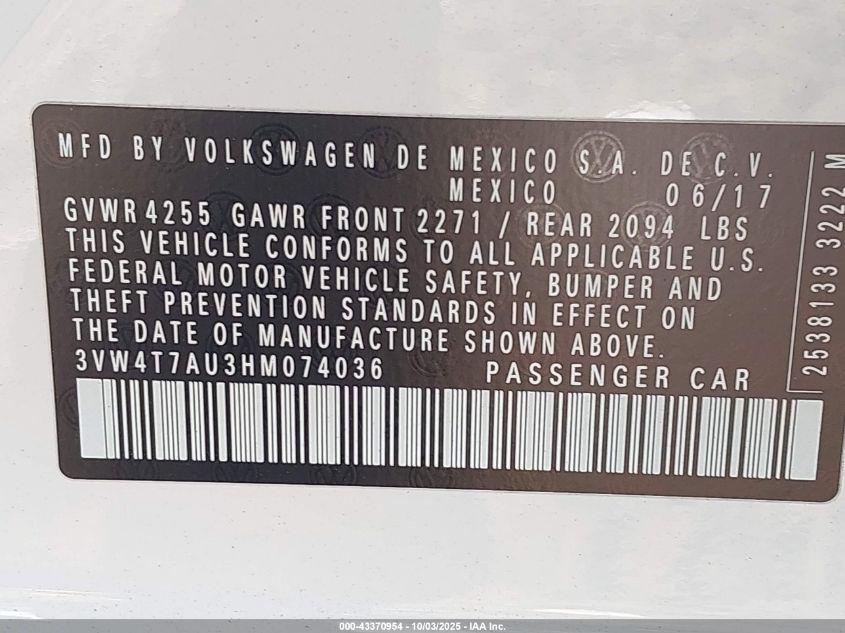 MFD BY VOLKSWAGEN DE MEXICO S.A. DE C.V.
MEXICO 06/17
GVWR 4255 GAWR FRONT 2271 / REAR 2094 LBS
THIS VEHICLE CONFORMS TO ALL APPLICABLE U.S.
FEDERAL MOTOR VEHICLE SAFETY, BUMPER AND
THEFT PREVENTION STANDARDS IN EFFECT ON
THE DATE OF MANUFACTURE SHOWN ABOVE.
3VW4T7AU3HM074036 PASSENGER CAR
2538133 3222 M
000-43370954 - 10/03/2025 - IAA Inc.